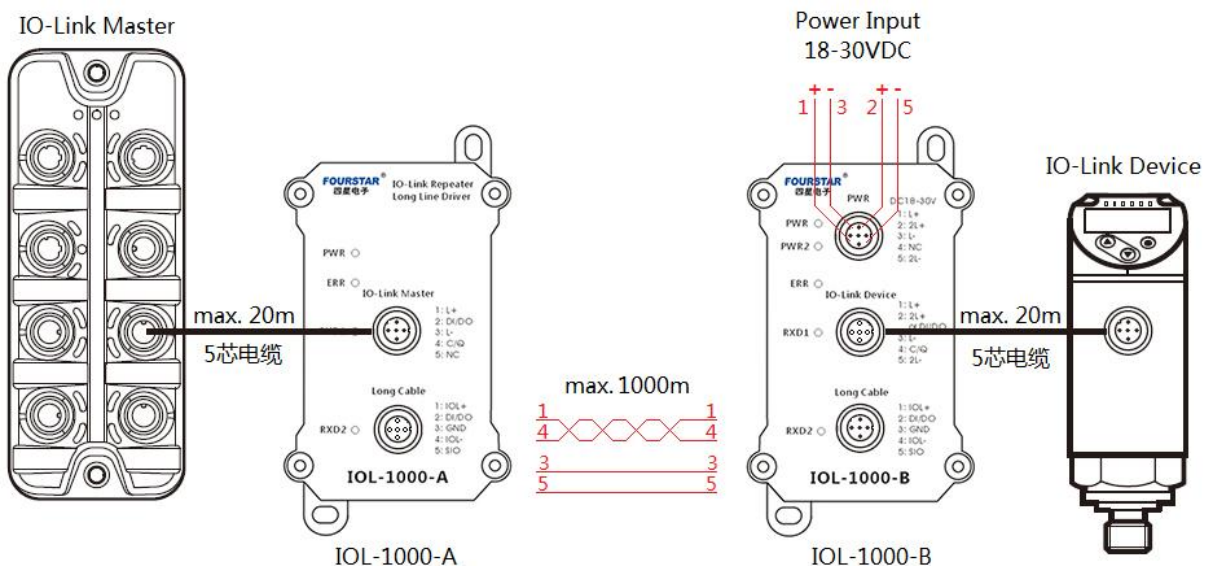 IO-Link Master
Power Input
18-30VDC
+ - + -
1 3 2 5
IO-Link Device
FOURSTAR®
四星电子
IO-Link Repeater
Long Line Driver
PWR
ERR
IO-Link Master
1: L+
2: DI/DO
3: L-
4: C/Q
5: NC
Long Cable
RXD2
1: IOL+
2: DI/DO
3: GND
4: IOL-
5: SIO
IOL-1000-A
IOL-1000-A
max. 20m
5芯电缆
max. 1000m
1 1
4 4
3 3
5 5
FOURSTAR®
四星电子
PWR
DC18-30V
1: L+
2: 2L+
3: L-
4: NC
5: 2L-
PWR
PWR2
ERR
IO-Link Device
RXD1
1: L+
2: 2L+
or DI/DO
3: L-
4: C/Q
5: 2L-
Long Cable
RXD2
1: IOL+
2: DI/DO
3: GND
4: IOL-
5: SIO
IOL-1000-B
IOL-1000-B
max. 20m
5芯电缆